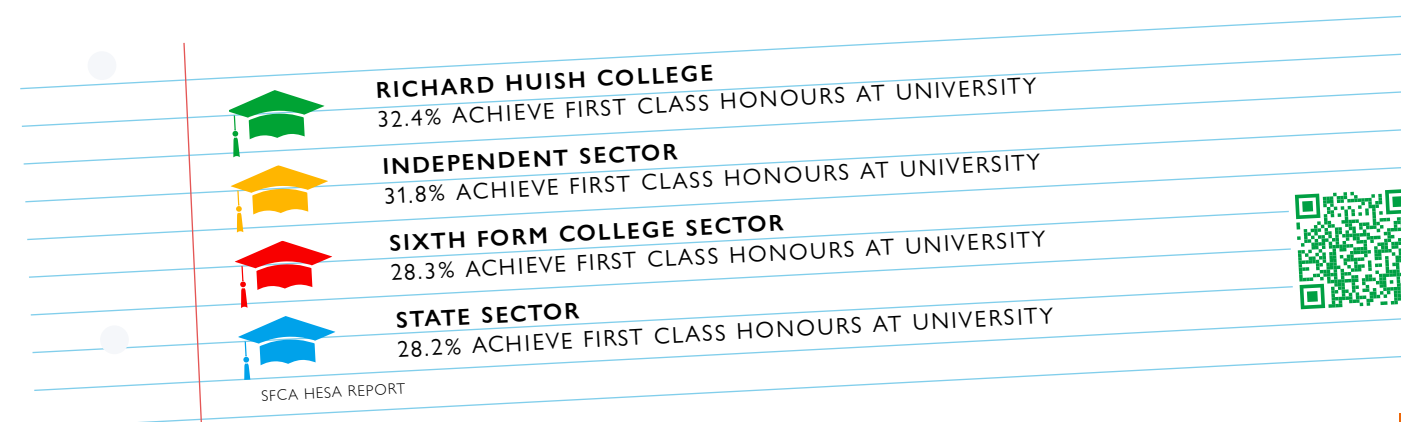 RICHARD HUISH COLLEGE
32.4% ACHIEVE FIRST CLASS HONOURS AT UNIVERSITY
INDEPENDENT SECTOR
31.8% ACHIEVE FIRST CLASS HONOURS AT UNIVERSITY
SIXTH FORM COLLEGE SECTOR
28.3% ACHIEVE FIRST CLASS HONOURS AT UNIVERSITY
STATE SECTOR
28.2% ACHIEVE FIRST CLASS HONOURS AT UNIVERSITY
SFCA HESA REPORT